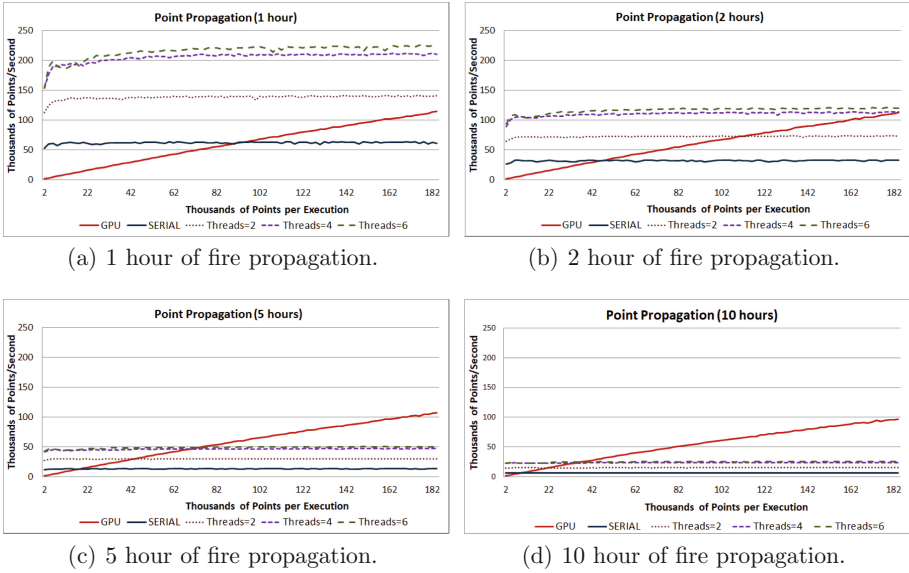 Point Propagation (1 hour)
Thousands of Points/Second
250
200
150
100
50
0
2 22 42 62 82 102 122 142 162 182
Thousands of Points per Execution
GPU SERIAL Threads=2 Threads=4 Threads=6
(a) 1 hour of fire propagation.
Point Propagation (2 hours)
Thousands of Points/Second
250
200
150
100
50
0
2 22 42 62 82 102 122 142 162 182
Thousands of Points per Execution
GPU SERIAL Threads=2 Threads=4 Threads=6
(b) 2 hour of fire propagation.
Point Propagation (5 hours)
Thousands of Points/Second
250
200
150
100
50
0
2 22 42 62 82 102 122 142 162 182
Thousands of Points per Execution
GPU SERIAL Threads=2 Threads=4 Threads=6
(c) 5 hour of fire propagation.
Point Propagation (10 hours)
Thousands of Points/Second
250
200
150
100
50
0
2 22 42 62 82 102 122 142 162 182
Thousands of Points per Execution
GPU SERIAL Threads=2 Threads=4 Threads=6
(d) 10 hour of fire propagation.